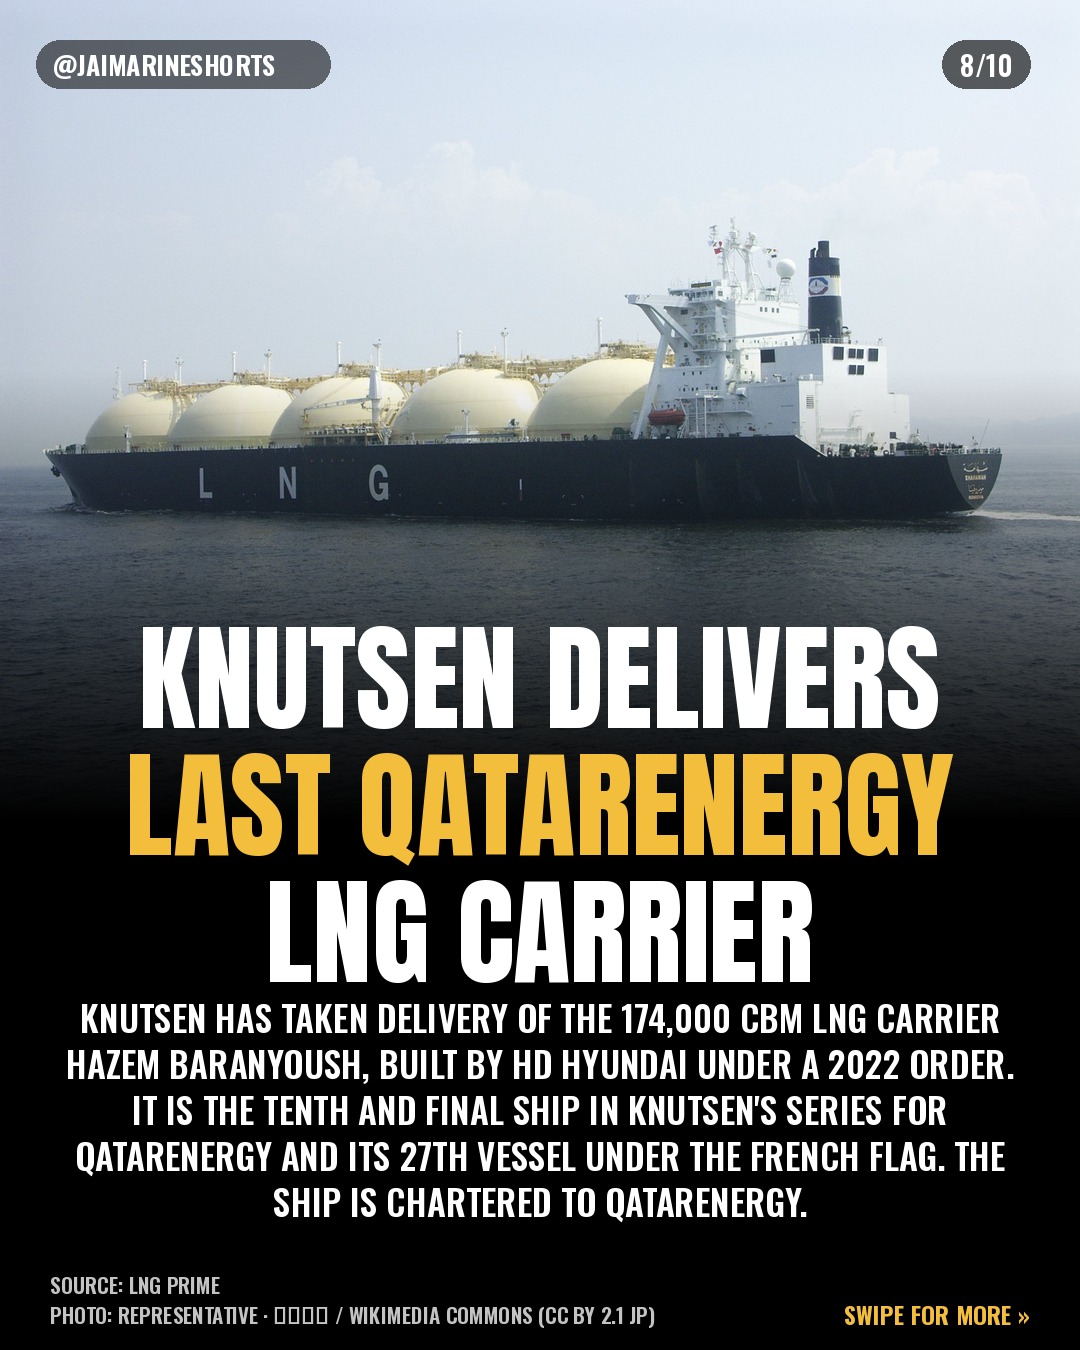 @JAIMARINESHORTS
8/10
L N G
KNUTSEN DELIVERS
LAST QATARENERGY
LNG CARRIER
KNUTSEN HAS TAKEN DELIVERY OF THE 174,000 CBM LNG CARRIER
HAZEM BARANYOUSH, BUILT BY HD HYUNDAI UNDER A 2022 ORDER.
IT IS THE TENTH AND FINAL SHIP IN KNUTSEN'S SERIES FOR
QATARENERGY AND ITS 27TH VESSEL UNDER THE FRENCH FLAG. THE
SHIP IS CHARTERED TO QATARENERGY.
SOURCE: LNG PRIME
PHOTO: REPRESENTATIVE · □□□□ / WIKIMEDIA COMMONS (CC BY 2.1 JP)
SWIPE FOR MORE »